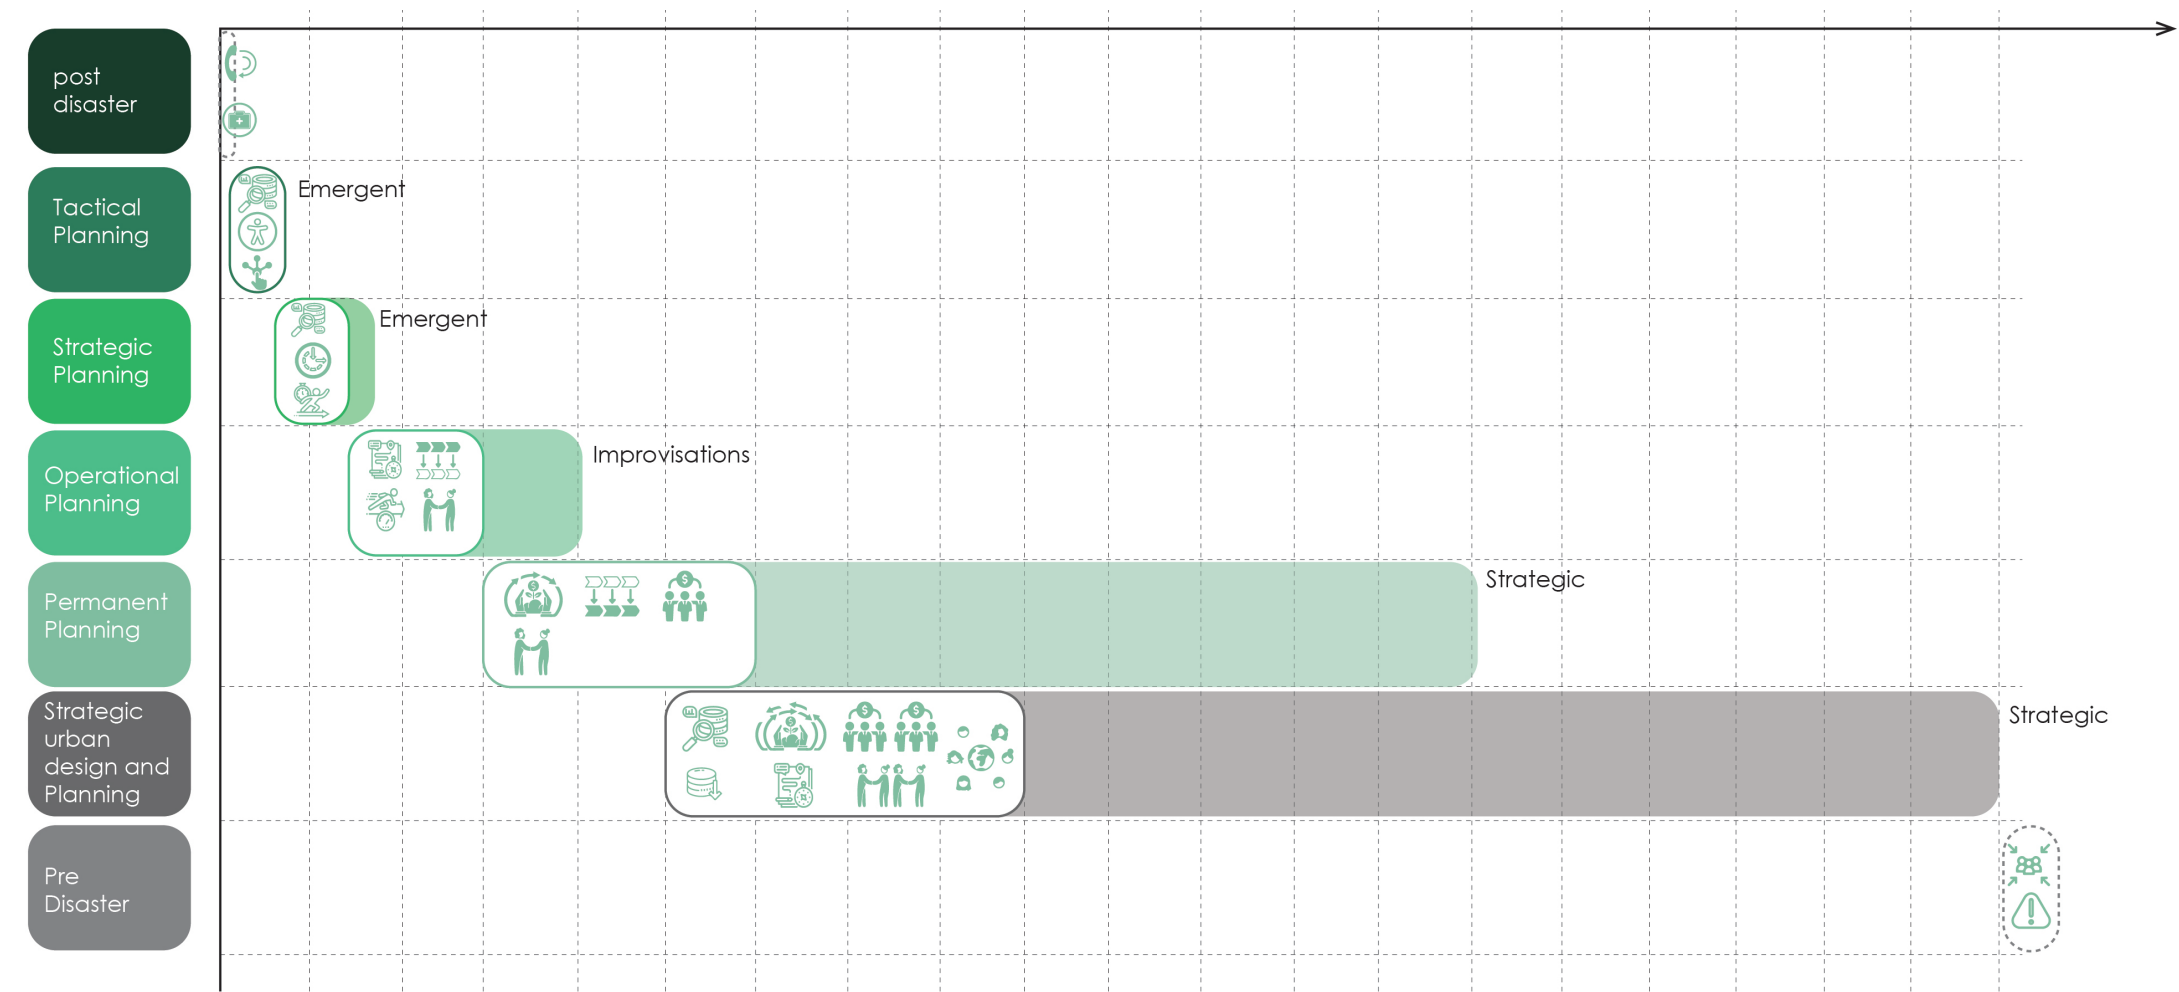 post
disaster
Tactical
Planning
Emergent
Strategic
Planning
Emergent
Operational
Planning
Improvisations
Permanent
Planning
Strategic
Strategic
urban
design and
Planning
Strategic
Pre
Disaster